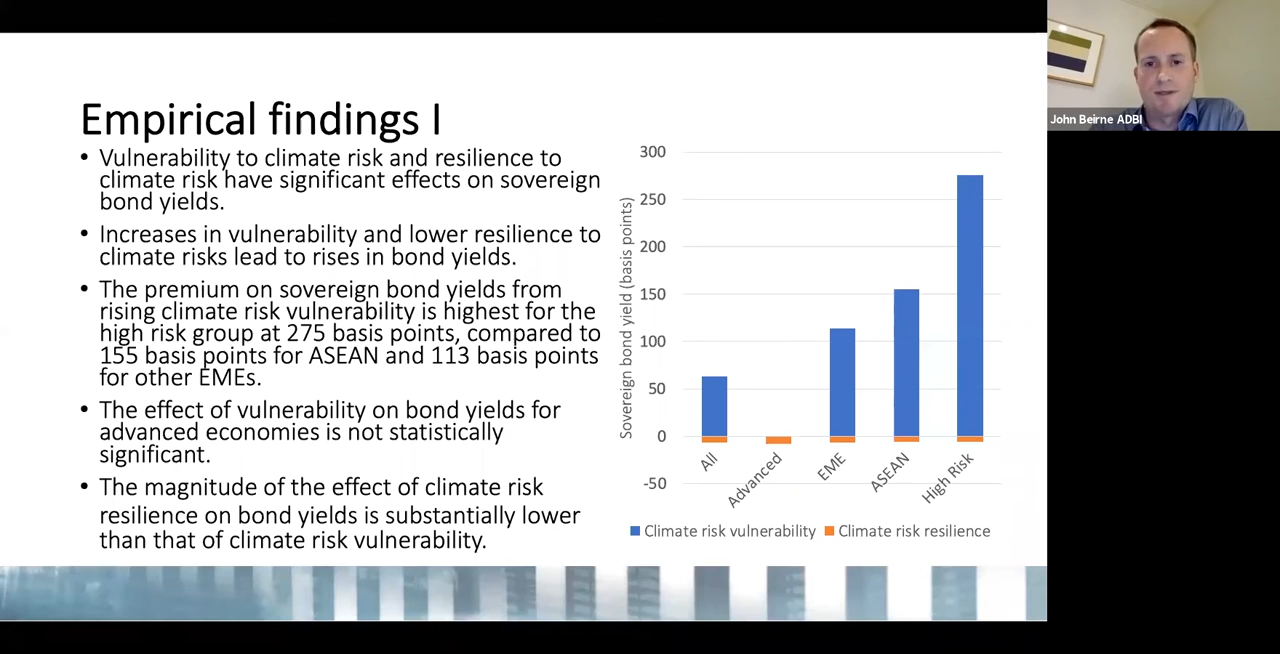 Empirical findings I
• Vulnerability to climate risk and resilience to
climate risk have significant effects on sovereign
bond yields.
• Increases in vulnerability and lower resilience to
climate risks lead to rises in bond yields.
• The premium on sovereign bond yields from
rising climate risk vulnerability is highest for the
high risk group at 275 basis points, compared to
155 basis points for ASEAN and 113 basis points
for other EMEs.
• The effect of vulnerability on bond yields for
advanced economies is not statistically
significant.
• The magnitude of the effect of climate risk
resilience on bond yields is substantially lower
than that of climate risk vulnerability.
Sovereign bond yield (basis points)
300
250
200
150
100
50
0
-50
All
Advanced
EME
ASEAN
High Risk
Climate risk vulnerability
Climate risk resilience
John Beirne ADBI